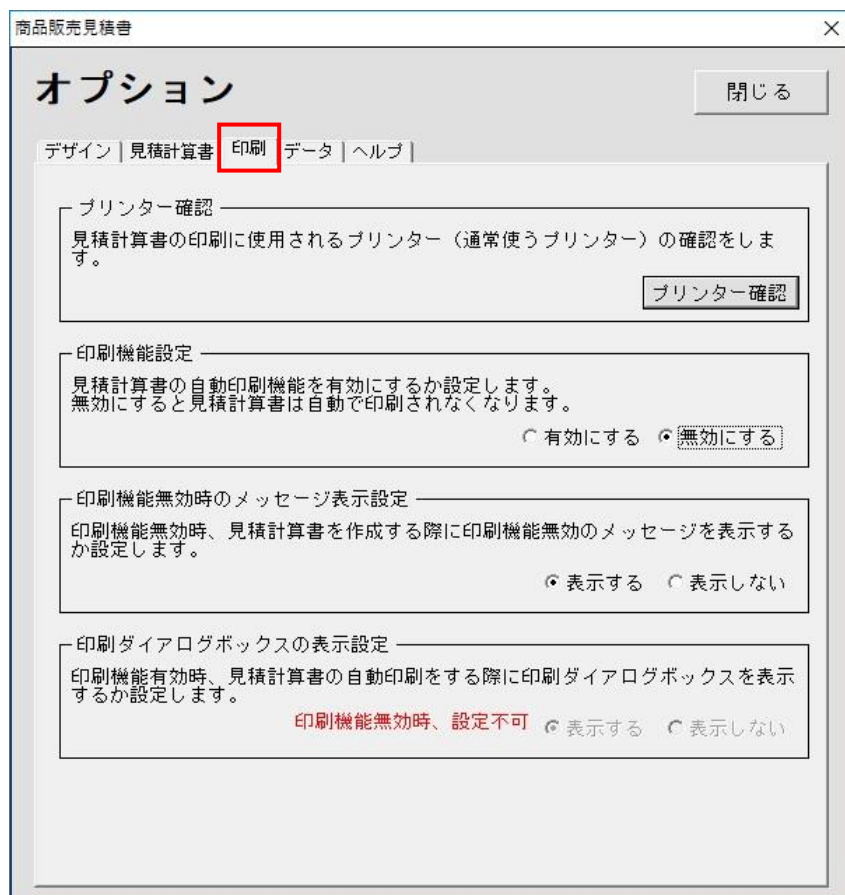 商品販売見積書
オプション
閉じる
デザイン 見積計算書 印刷 データ ヘルプ
プリンター確認
見積計算書の印刷に使用されるプリンター（通常使うプリンター）の確認をしま
す。
プリンター確認
印刷機能設定
見積計算書の自動印刷機能を有効にするか設定します。
無効にすると見積計算書は自動で印刷されなくなります。
有効にする 無効にする
印刷機能無効時のメッセージ表示設定
印刷機能無効時、見積計算書を作成する際に印刷機能無効のメッセージを表示する
か設定します。
表示する 表示しない
印刷ダイアログボックスの表示設定
印刷機能有効時、見積計算書の自動印刷をする際に印刷ダイアログボックスを表示
するか設定します。
印刷機能無効時、設定不可 表示する 表示しない